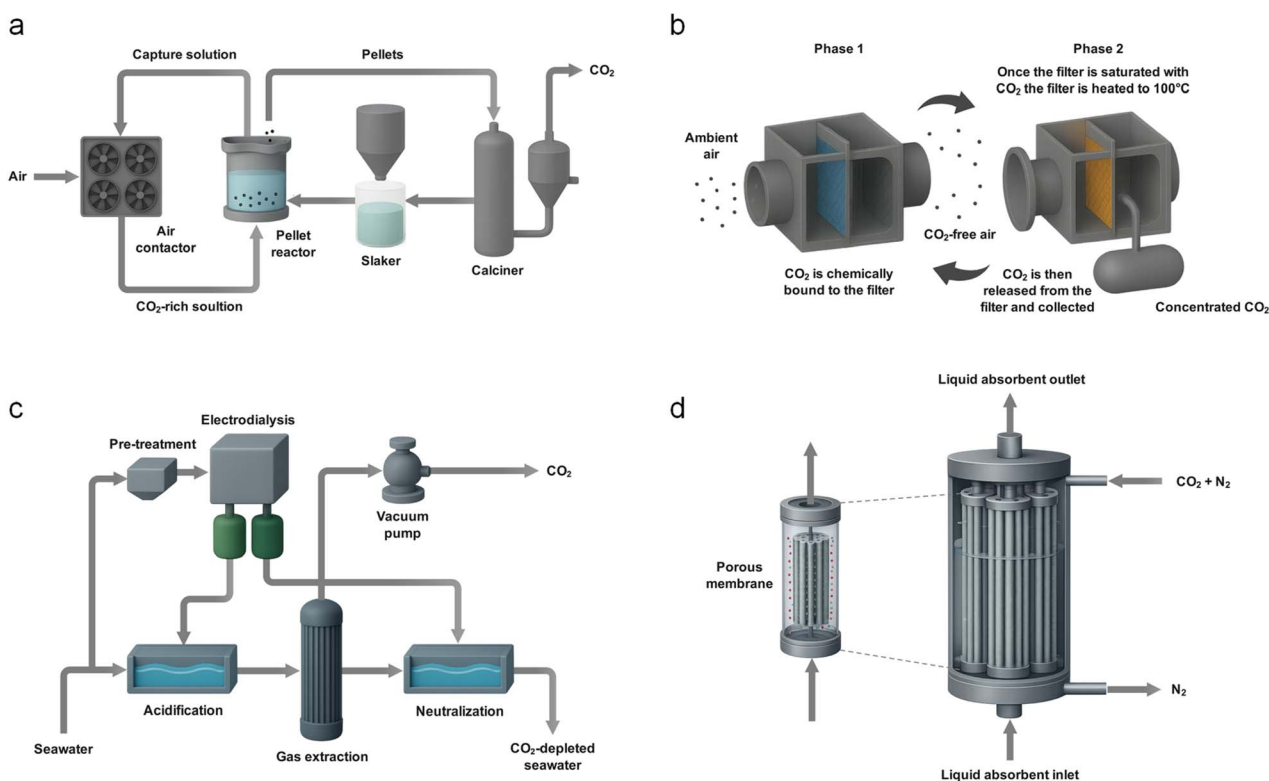 a
Capture solution
Pellets
CO₂
Air
Air
contactor
Pellet
reactor
Slaker
Calciner
CO₂-rich soultion
b
Phase 1
Phase 2
Once the filter is saturated with
CO₂ the filter is heated to 100°C
Ambient
air
CO₂-free air
CO₂ is chemically
bound to the filter
CO₂ is then
released from the
filter and collected
Concentrated CO₂
c
Electrodialysis
Pre-treatment
CO₂
Vacuum
pump
Acidification
Neutralization
Seawater
Gas extraction
CO₂-depleted
seawater
d
Liquid absorbent outlet
CO₂ + N₂
Porous
membrane
N₂
Liquid absorbent inlet